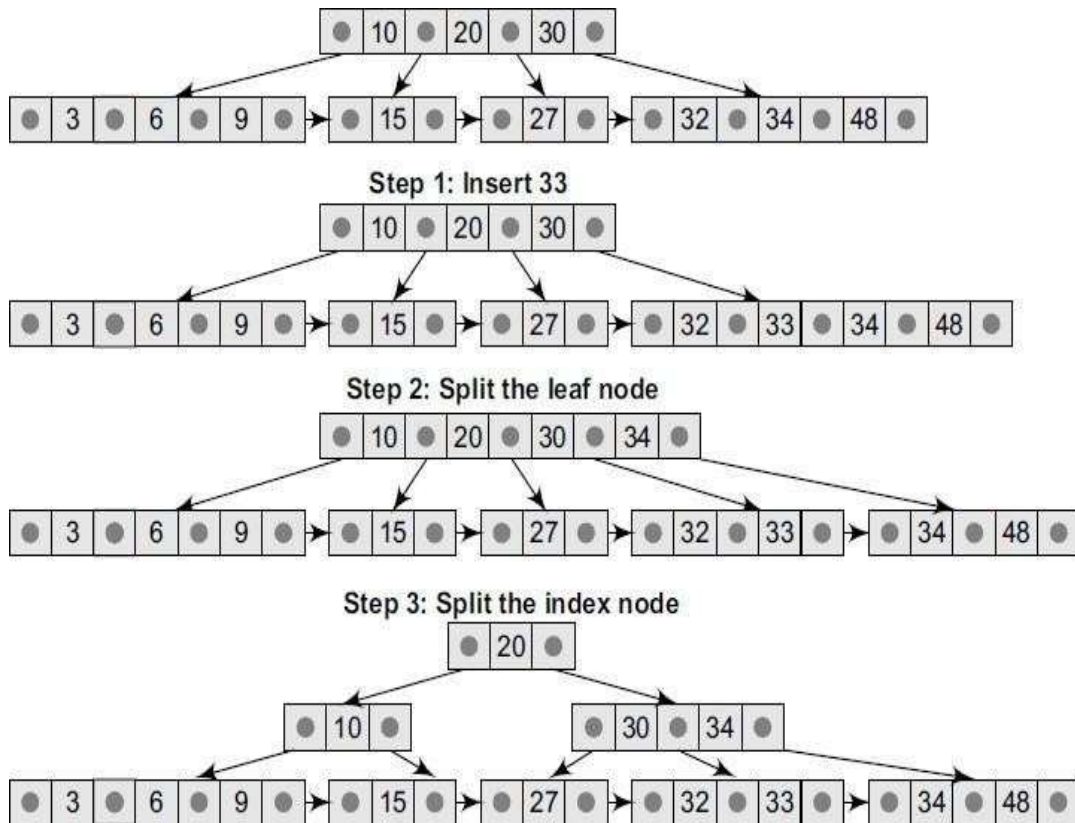 10 20 30
3 6 9 15 27 32 34 48
Step 1: Insert 33
10 20 30
3 6 9 15 27 32 33 34 48
Step 2: Split the leaf node
10 20 30 34
3 6 9 15 27 32 33 34 48
Step 3: Split the index node
20
10 30 34
3 6 9 15 27 32 33 34 48